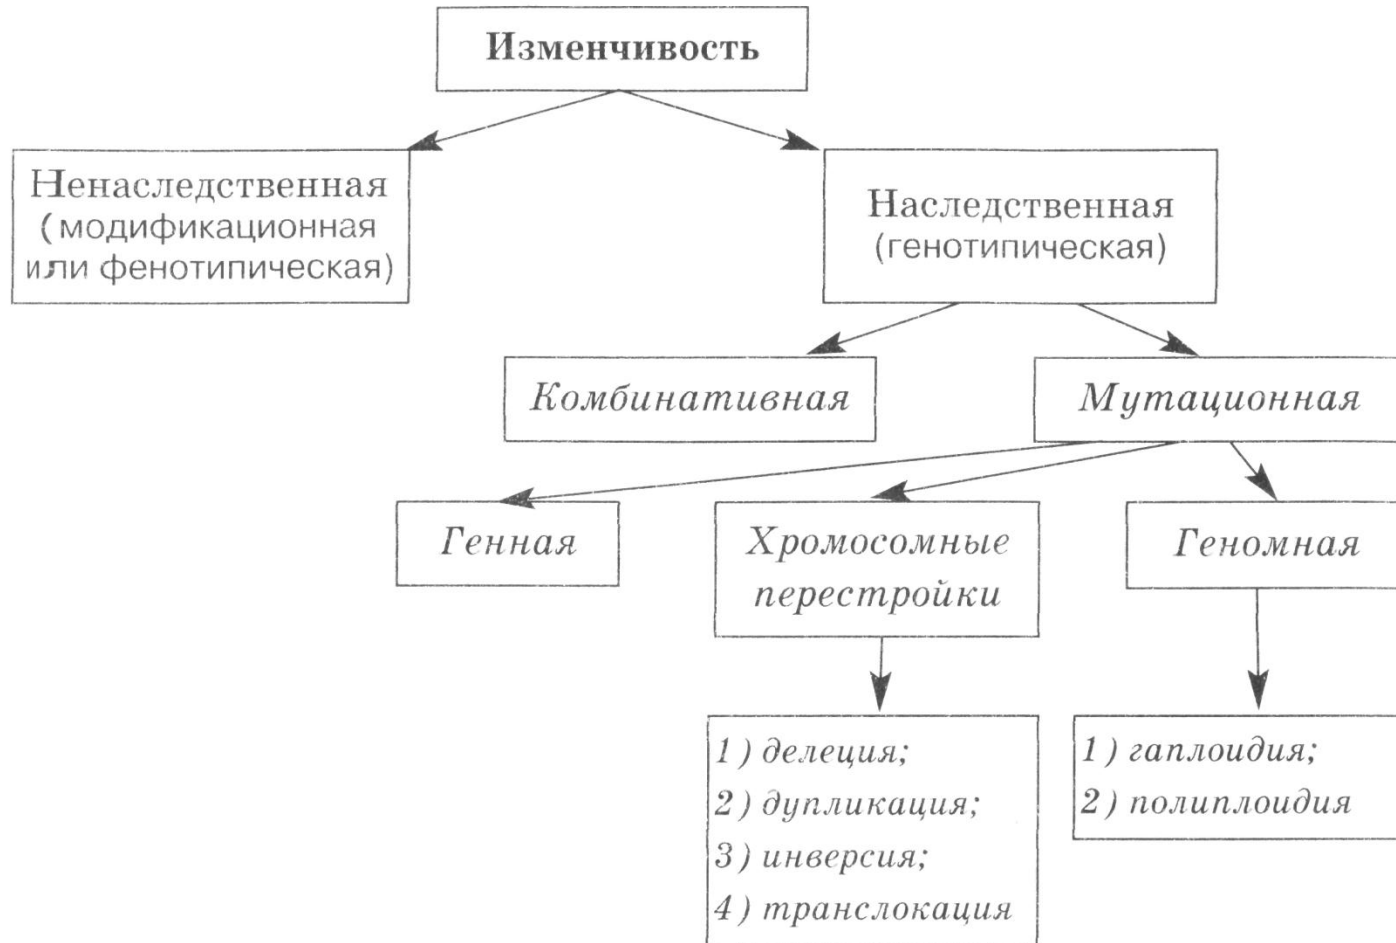 Изменчивость
Ненаследственная
(модификационная
или фенотипическая)
Наследственная
(генотипическая)
Комбинативная
Мутационная
Генная
Хромосомные
перестройки
Геномная
1) делеция;
2) дупликация;
3) инверсия;
4) транслокация
1) гаплоидия;
2) полиплоидия